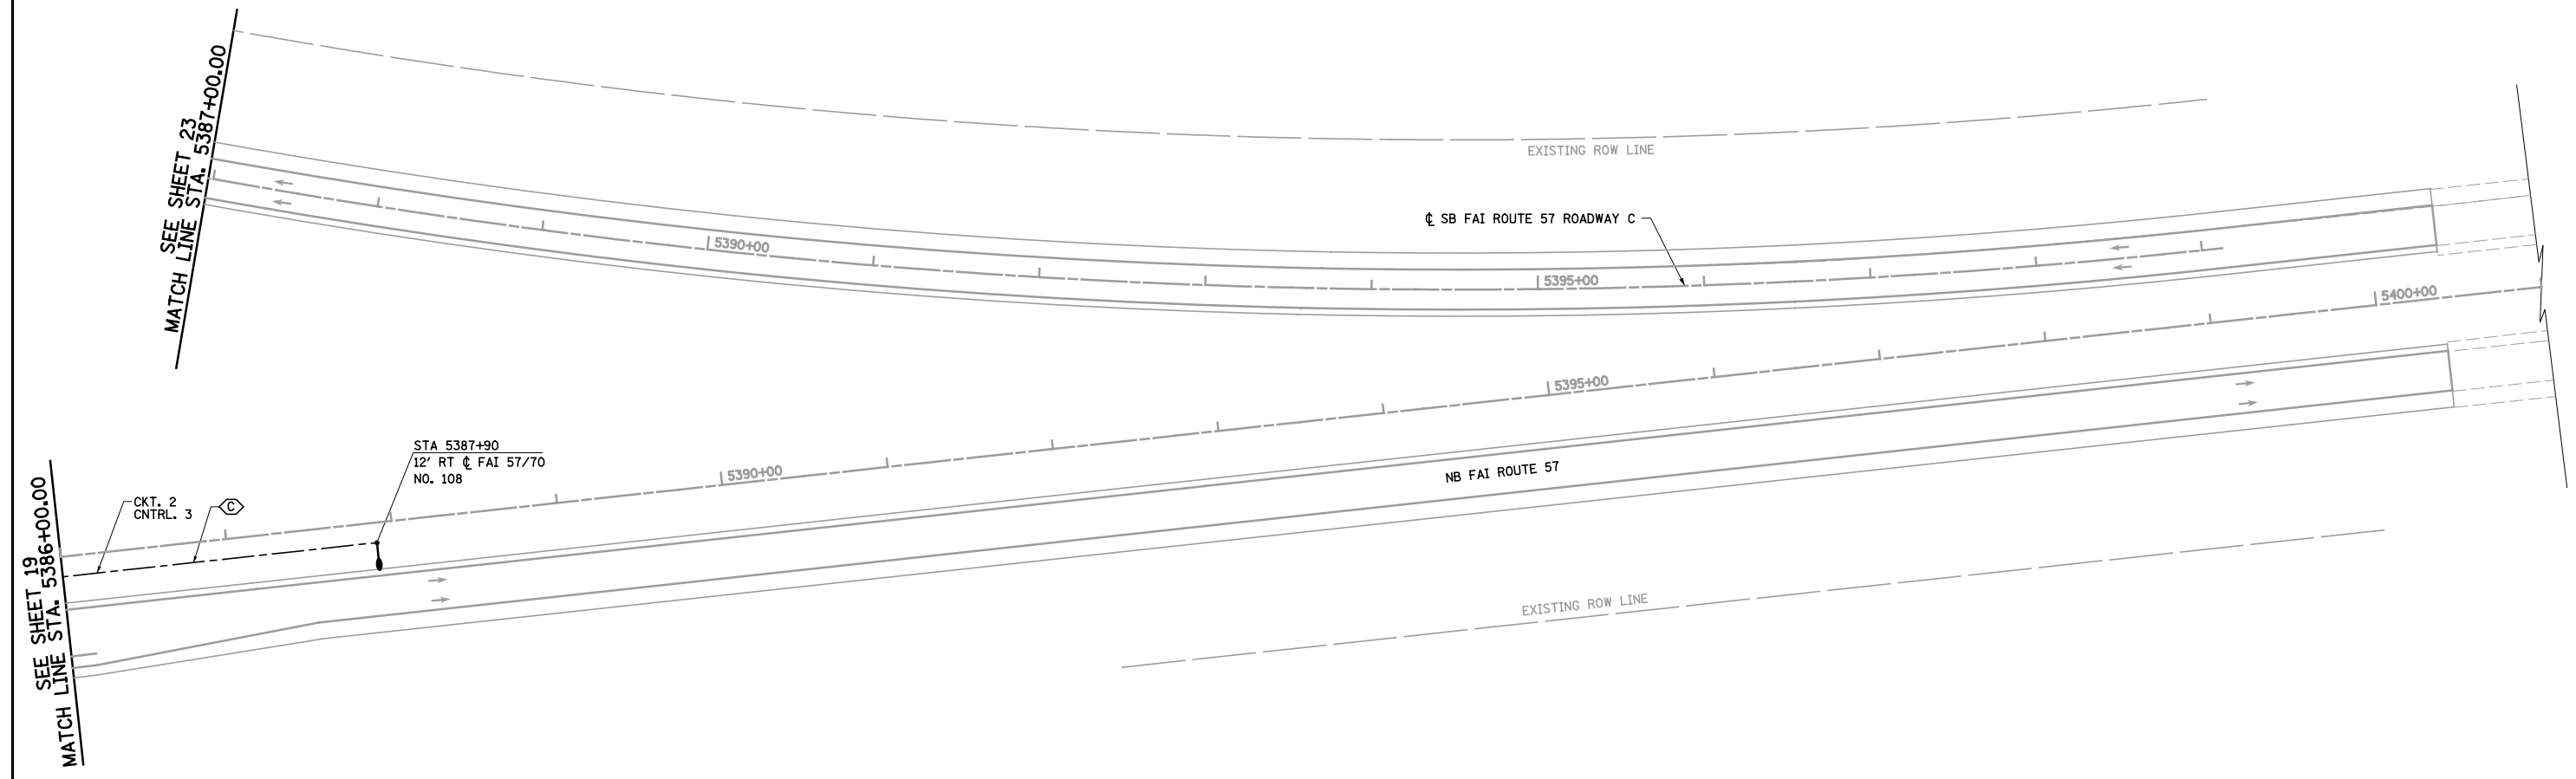 SEE SHEET 23
MATCH LINE STA. 5387+00.00
EXISTING ROW LINE
℄ SB FAI ROUTE 57 ROADWAY C
5390+00
5395+00
5400+00
5395+00
STA 5387+90
12' RT ℄ FAI 57/70
NO. 108
5390+00
NB FAI ROUTE 57
CKT. 2
CNTRL. 3
C
SEE SHEET 19
MATCH LINE STA. 5386+00.00
EXISTING ROW LINE